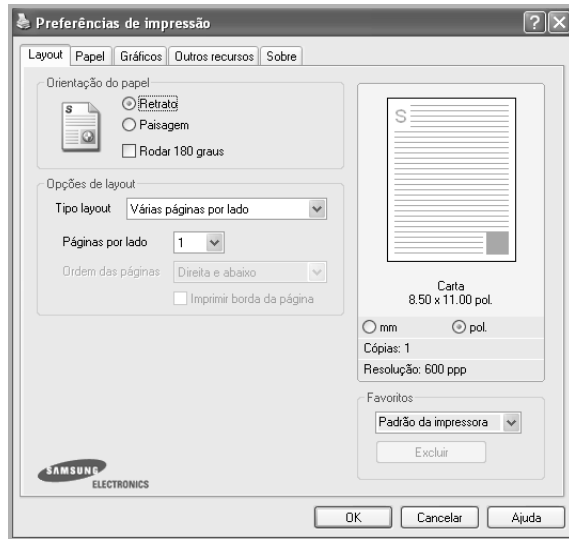 Preferências de impressão
Layout Papel Gráficos Outros recursos Sobre
Orientação do papel
S
Retrato
Paisagem
Rodar 180 graus
Opções de layout
Tipo layout Várias páginas por lado
Páginas por lado 1
Ordem das páginas Direita e abaixo
Imprimir borda da página
S
Carta
8.50 x 11.00 pol.
mm pol.
Cópias: 1
Resolução: 600 ppp
Favoritos
Padrão da impressora
Excluir
SAMSUNG
ELECTRONICS
OK Cancelar Ajuda